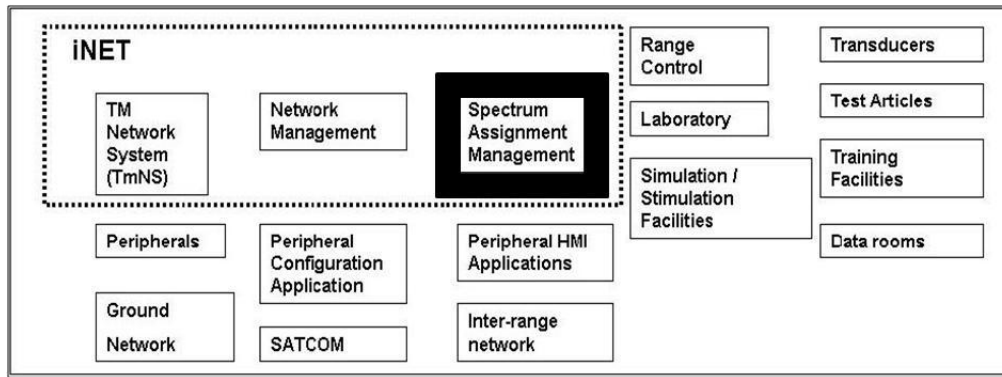 iNET
TM
Network
System
(TmNS)
Network
Management
Spectrum
Assignment
Management
Range
Control
Laboratory
Simulation /
Stimulation
Facilities
Transducers
Test Articles
Training
Facilities
Data rooms
Peripherals
Peripheral
Configuration
Application
Peripheral HMI
Applications
Ground
Network
SATCOM
Inter-range
network